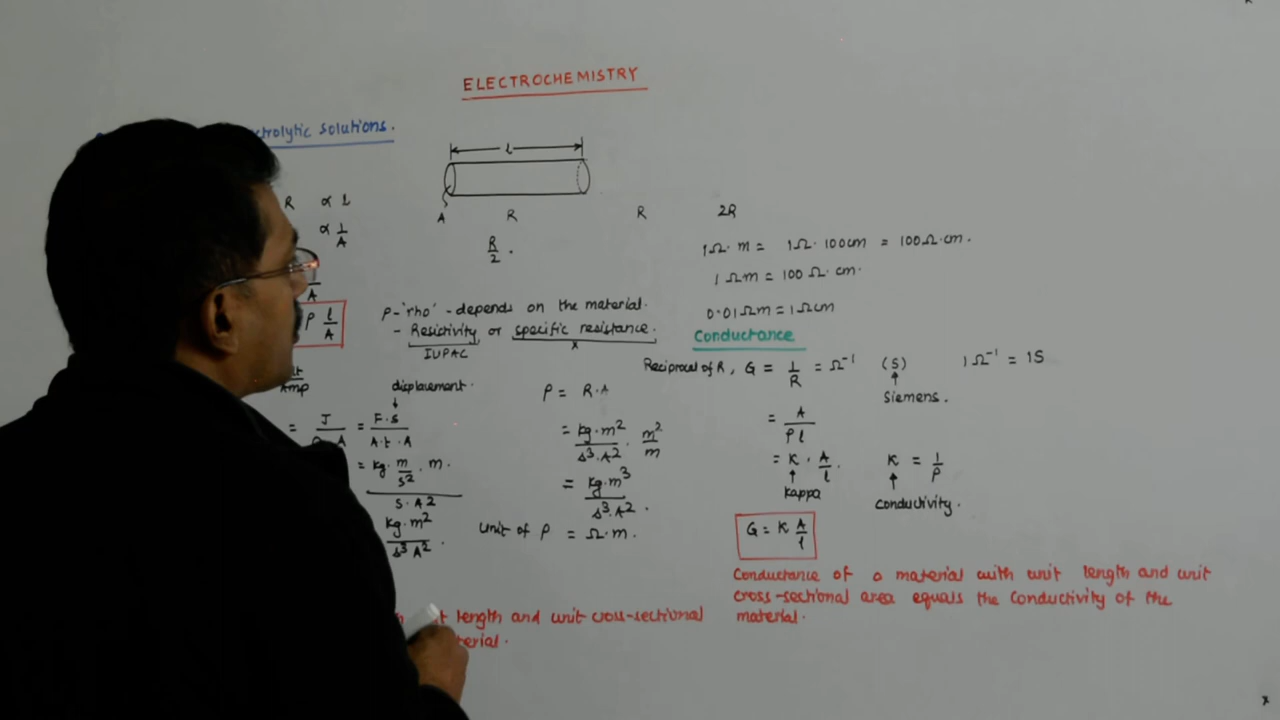 ELECTROCHEMISTRY
ctrolytic solutions.
l
A
R
R
2R
R/2.
R ∝ l
∝ 1/A
A
ρ l/A
ρ - 'rho' - depends on the material.
- Resictivity or specific resistance.
IUPAC
x
Amp
displacement.
= J = F.s
A.t.A
= kg. m/s² . m.
s. A²
kg.m²
s³ A²
.
ρ = R.A
= kg.m²/s³.A² . m²/m
= kg.m³/s³.A².
Unit of ρ = Ω.m.
t length and unit cross-sectional
terial.
1Ω.m = 1Ω.100cm = 100Ω.cm.
1Ωm = 100 Ω.cm.
0.01Ωm = 1Ωcm
Conductance
Reciprocal of R, G = 1/R = Ω⁻¹ (S) 1Ω⁻¹ = 1S
Siemens.
= A/ρl
= K . A/l. K = 1/ρ
kappa
conductivity.
G = K A/l
Conductance of a material with unit length and unit
cross-sectional area equals the conductivity of the
material.
x